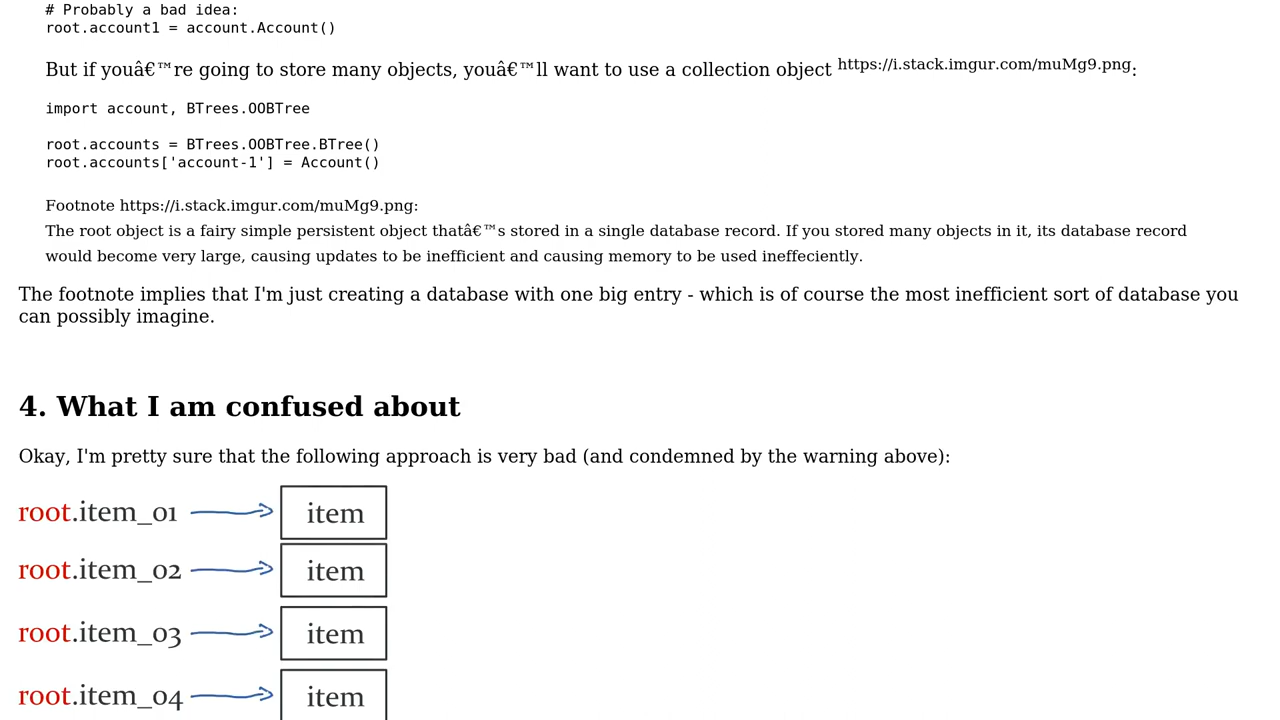 # Probably a bad idea:
root.account1 = account.Account()
But if youâ€™re going to store many objects, youâ€™ll want to use a collection object https://i.stack.imgur.com/muMg9.png:
import account, BTrees.OOBTree
root.accounts = BTrees.OOBTree.BTree()
root.accounts['account-1'] = Account()
Footnote https://i.stack.imgur.com/muMg9.png:
The root object is a fairy simple persistent object thatâ€™s stored in a single database record. If you stored many objects in it, its database record
would become very large, causing updates to be inefficient and causing memory to be used ineffeciently.
The footnote implies that I'm just creating a database with one big entry - which is of course the most inefficient sort of database you
can possibly imagine.
4. What I am confused about
Okay, I'm pretty sure that the following approach is very bad (and condemned by the warning above):
root.item_01 item
root.item_02 item
root.item_03 item
root.item_04 item